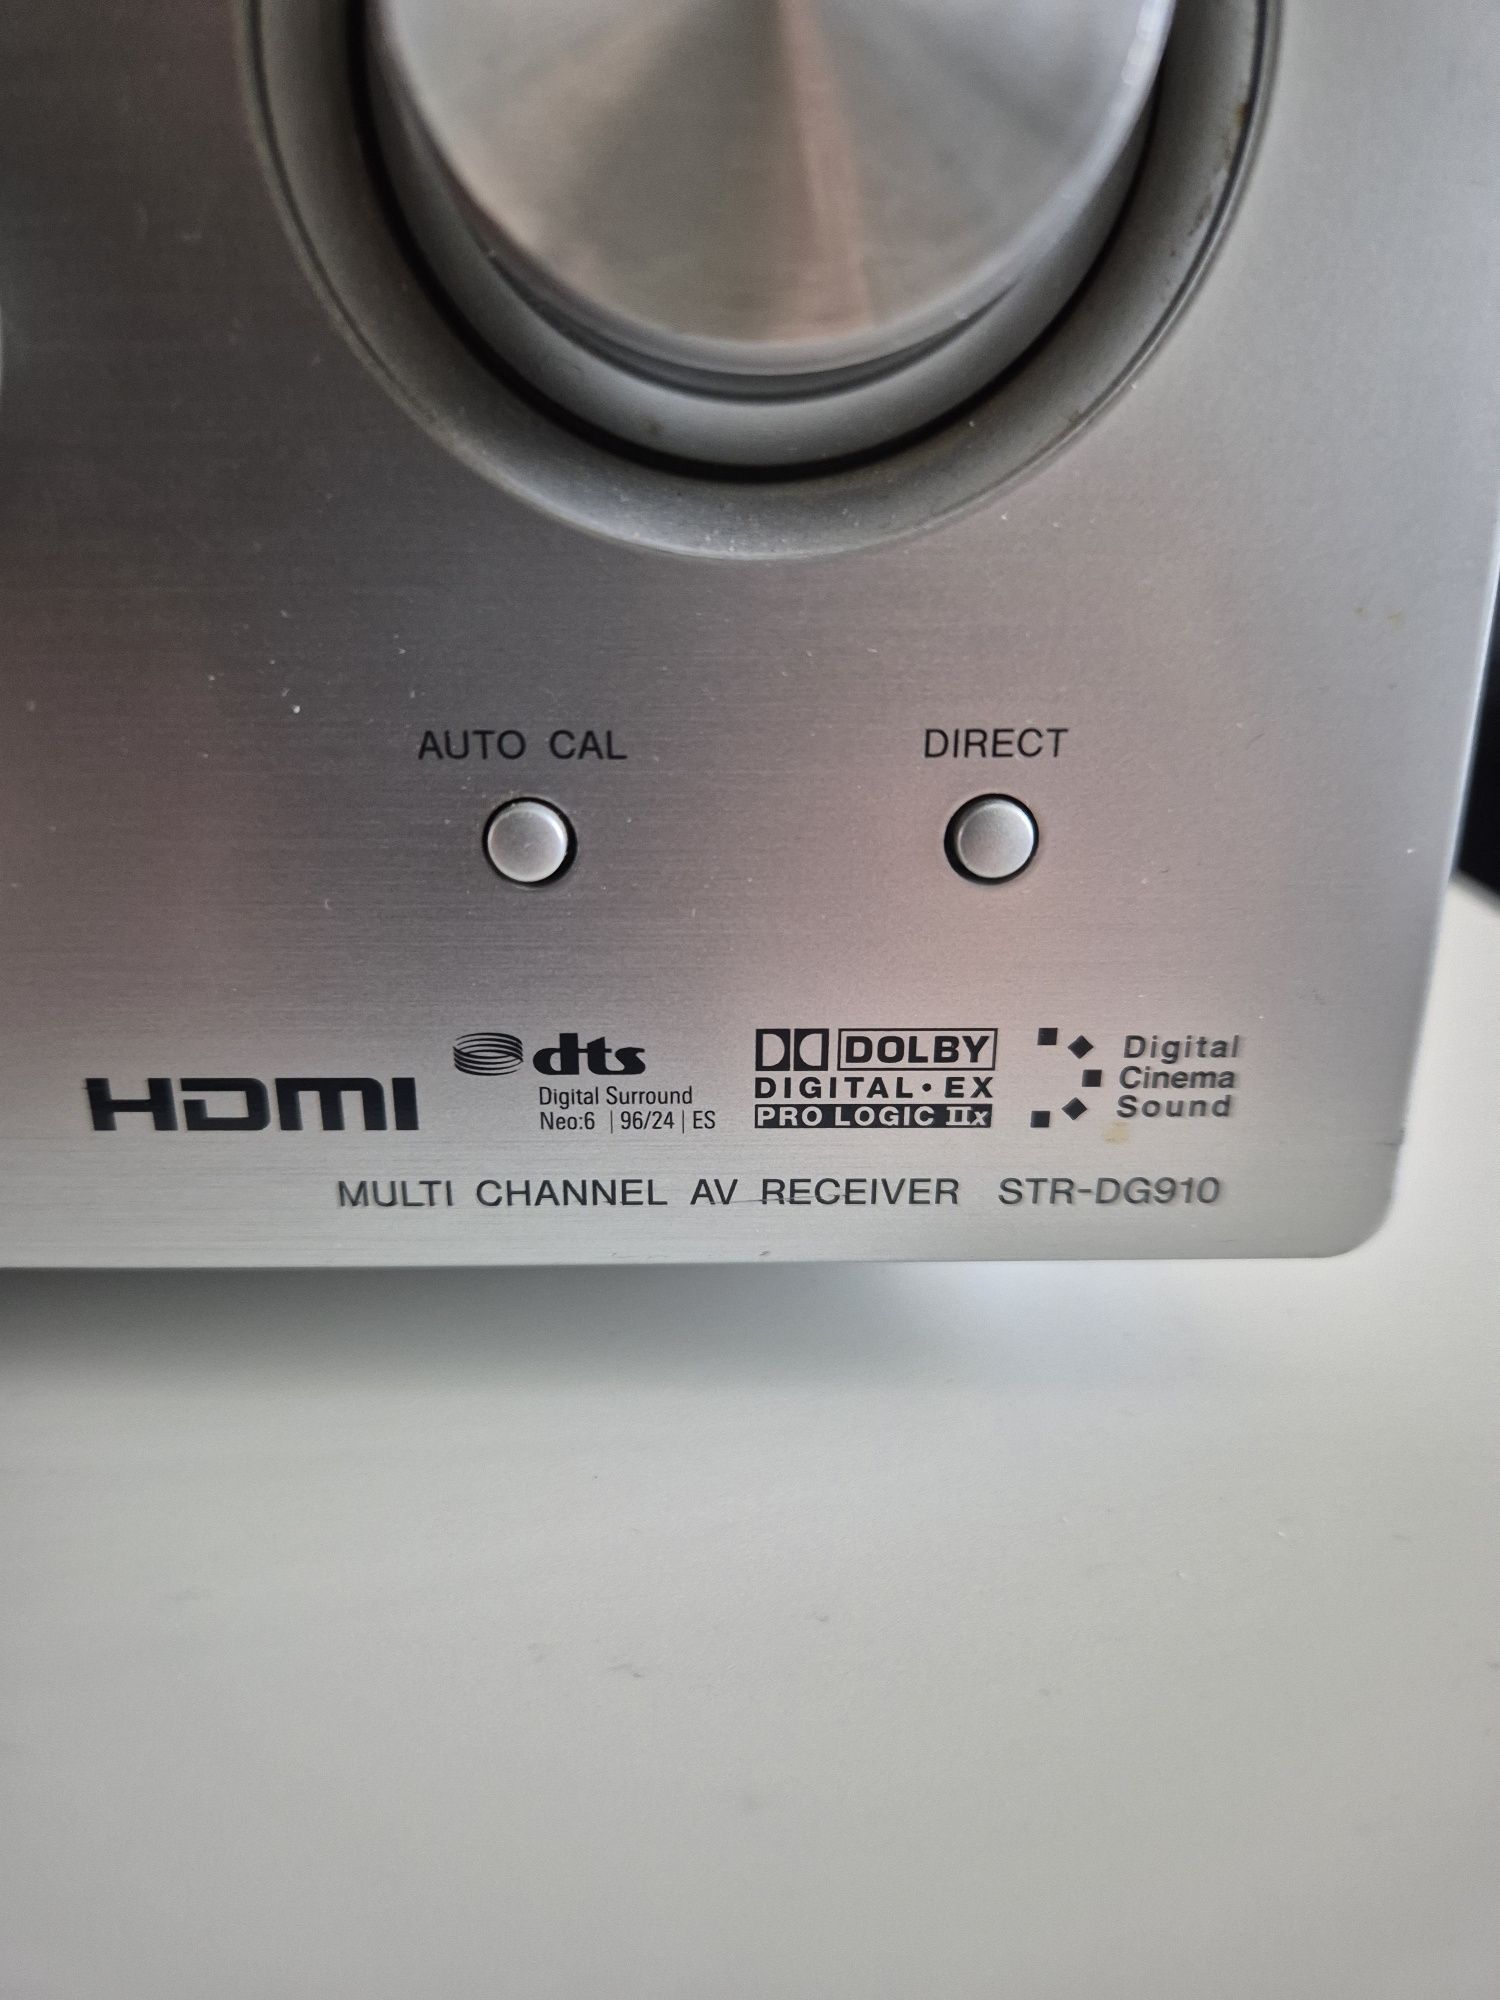 AUTO CAL
DIRECT
HDMI
dts
Digital Surround
Neo:6 | 96/24 | ES
DOLBY
DIGITAL·EX
PRO LOGIC IIx
Digital
Cinema
Sound
MULTI CHANNEL AV RECEIVER STR-DG910